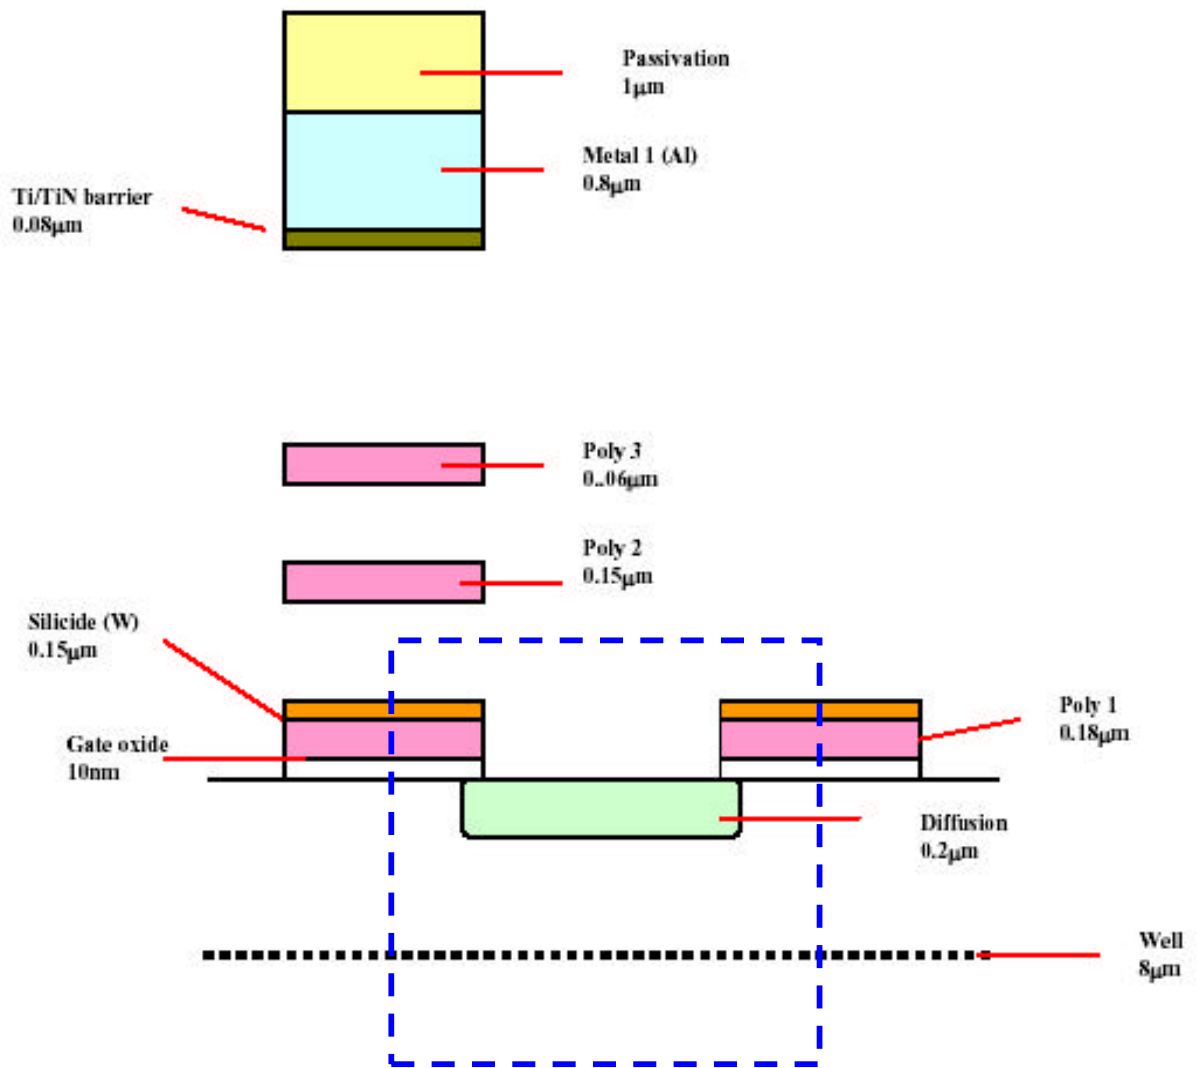 Passivation
1μm
Metal 1 (Al)
0.8μm
Ti/TiN barrier
0.08μm
Poly 3
0..06μm
Poly 2
0.15μm
Silicide (W)
0.15μm
Poly 1
0.18μm
Gate oxide
10nm
Diffusion
0.2μm
Well
8μm